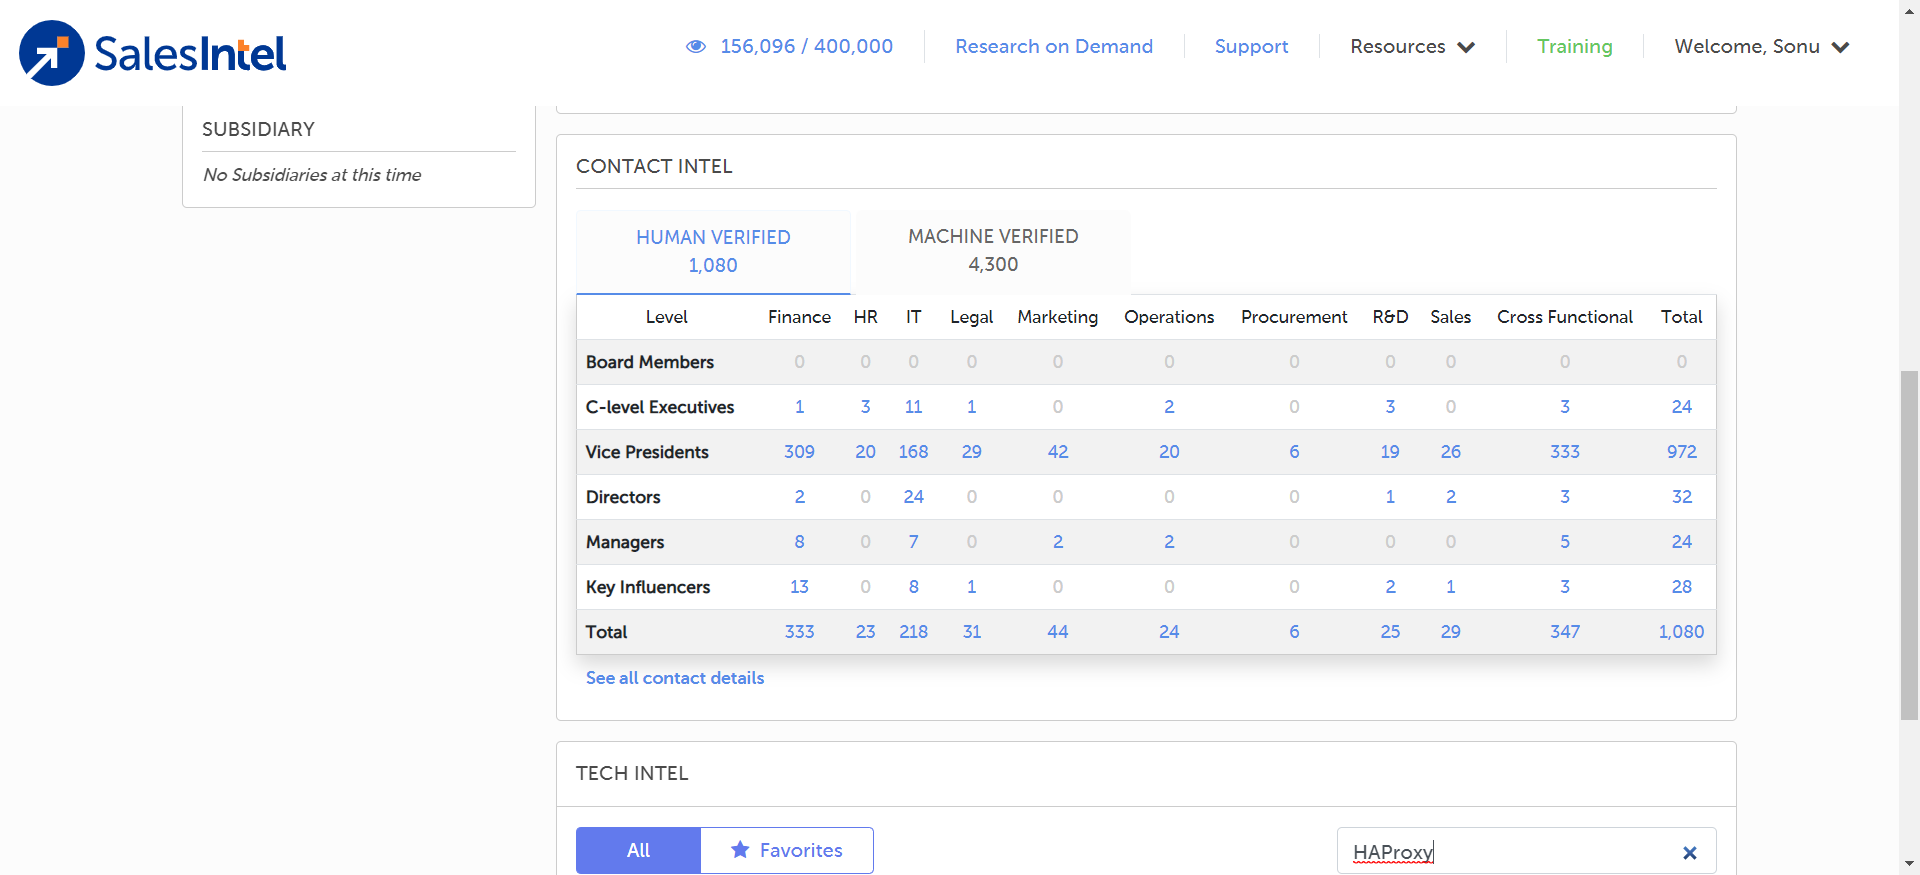 SalesIntel
156,096 / 400,000 Research on Demand Support Resources Training Welcome, Sonu
SUBSIDIARY
No Subsidiaries at this time
CONTACT INTEL
HUMAN VERIFIED MACHINE VERIFIED
1,080 4,300
Level Finance HR IT Legal Marketing Operations Procurement R&D Sales Cross Functional Total
Board Members 0 0 0 0 0 0 0 0 0 0 0
C-level Executives 1 3 11 1 0 2 0 3 0 3 24
Vice Presidents 309 20 168 29 42 20 6 19 26 333 972
Directors 2 0 24 0 0 0 0 1 2 3 32
Managers 8 0 7 0 2 2 0 0 0 5 24
Key Influencers 13 0 8 1 0 0 0 2 1 3 28
Total 333 23 218 31 44 24 6 25 29 347 1,080
See all contact details
TECH INTEL
All Favorites HAProxy